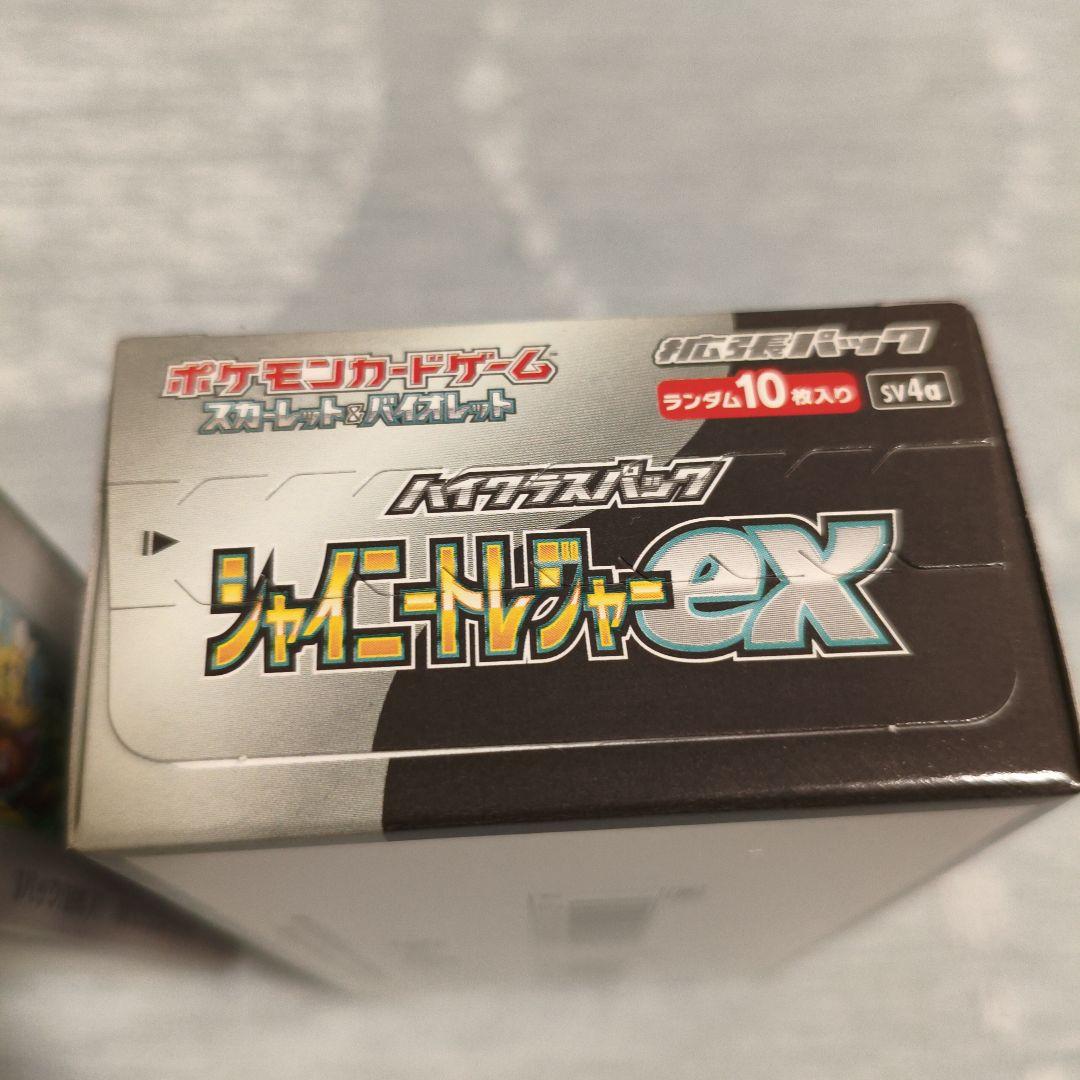 ポケモンカードゲーム
スカーレット&バイオレット
拡張パック
ランダム10枚入り
SV4a
ハイクラスパック
シャイニートレジャーex